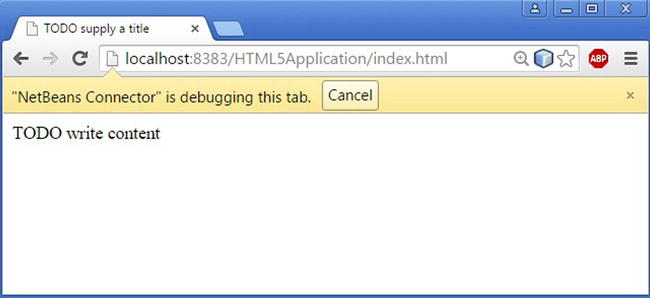 TODO supply a title
localhost:8383/HTML5Application/index.html
ABP
"NetBeans Connector" is debugging this tab. Cancel
TODO write content